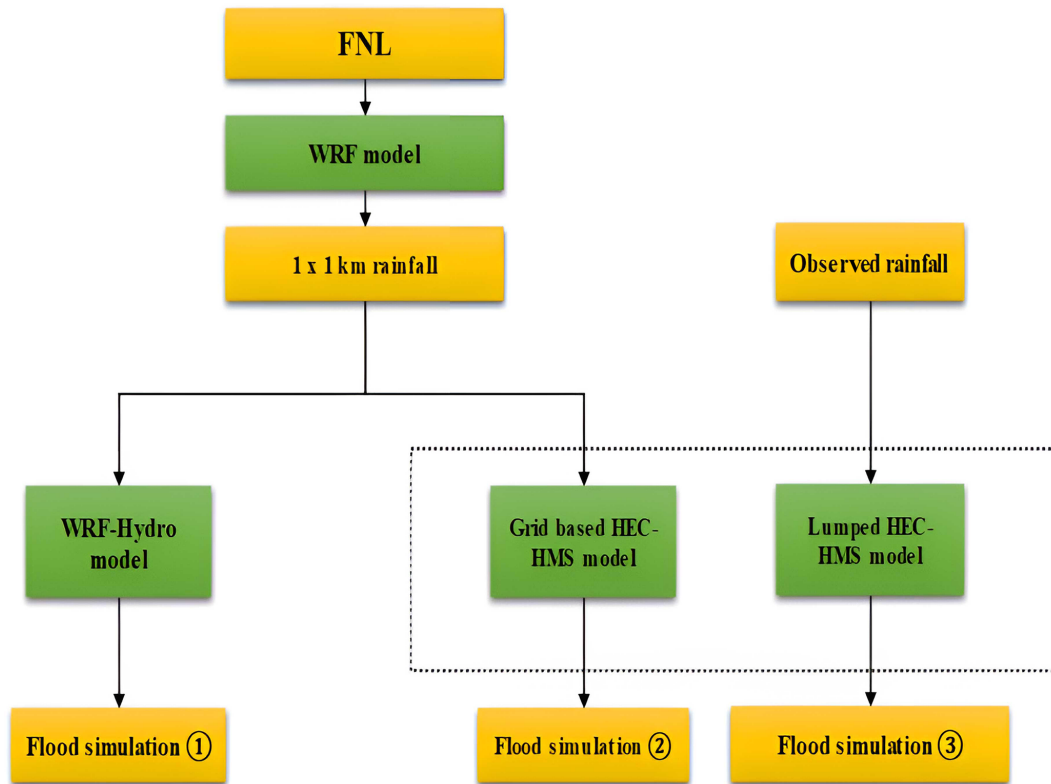 FNL
WRF model
1 x 1 km rainfall
Observed rainfall
WRF-Hydro
model
Grid based HEC-
HMS model
Lumped HEC-
HMS model
Flood simulation ①
Flood simulation ②
Flood simulation ③